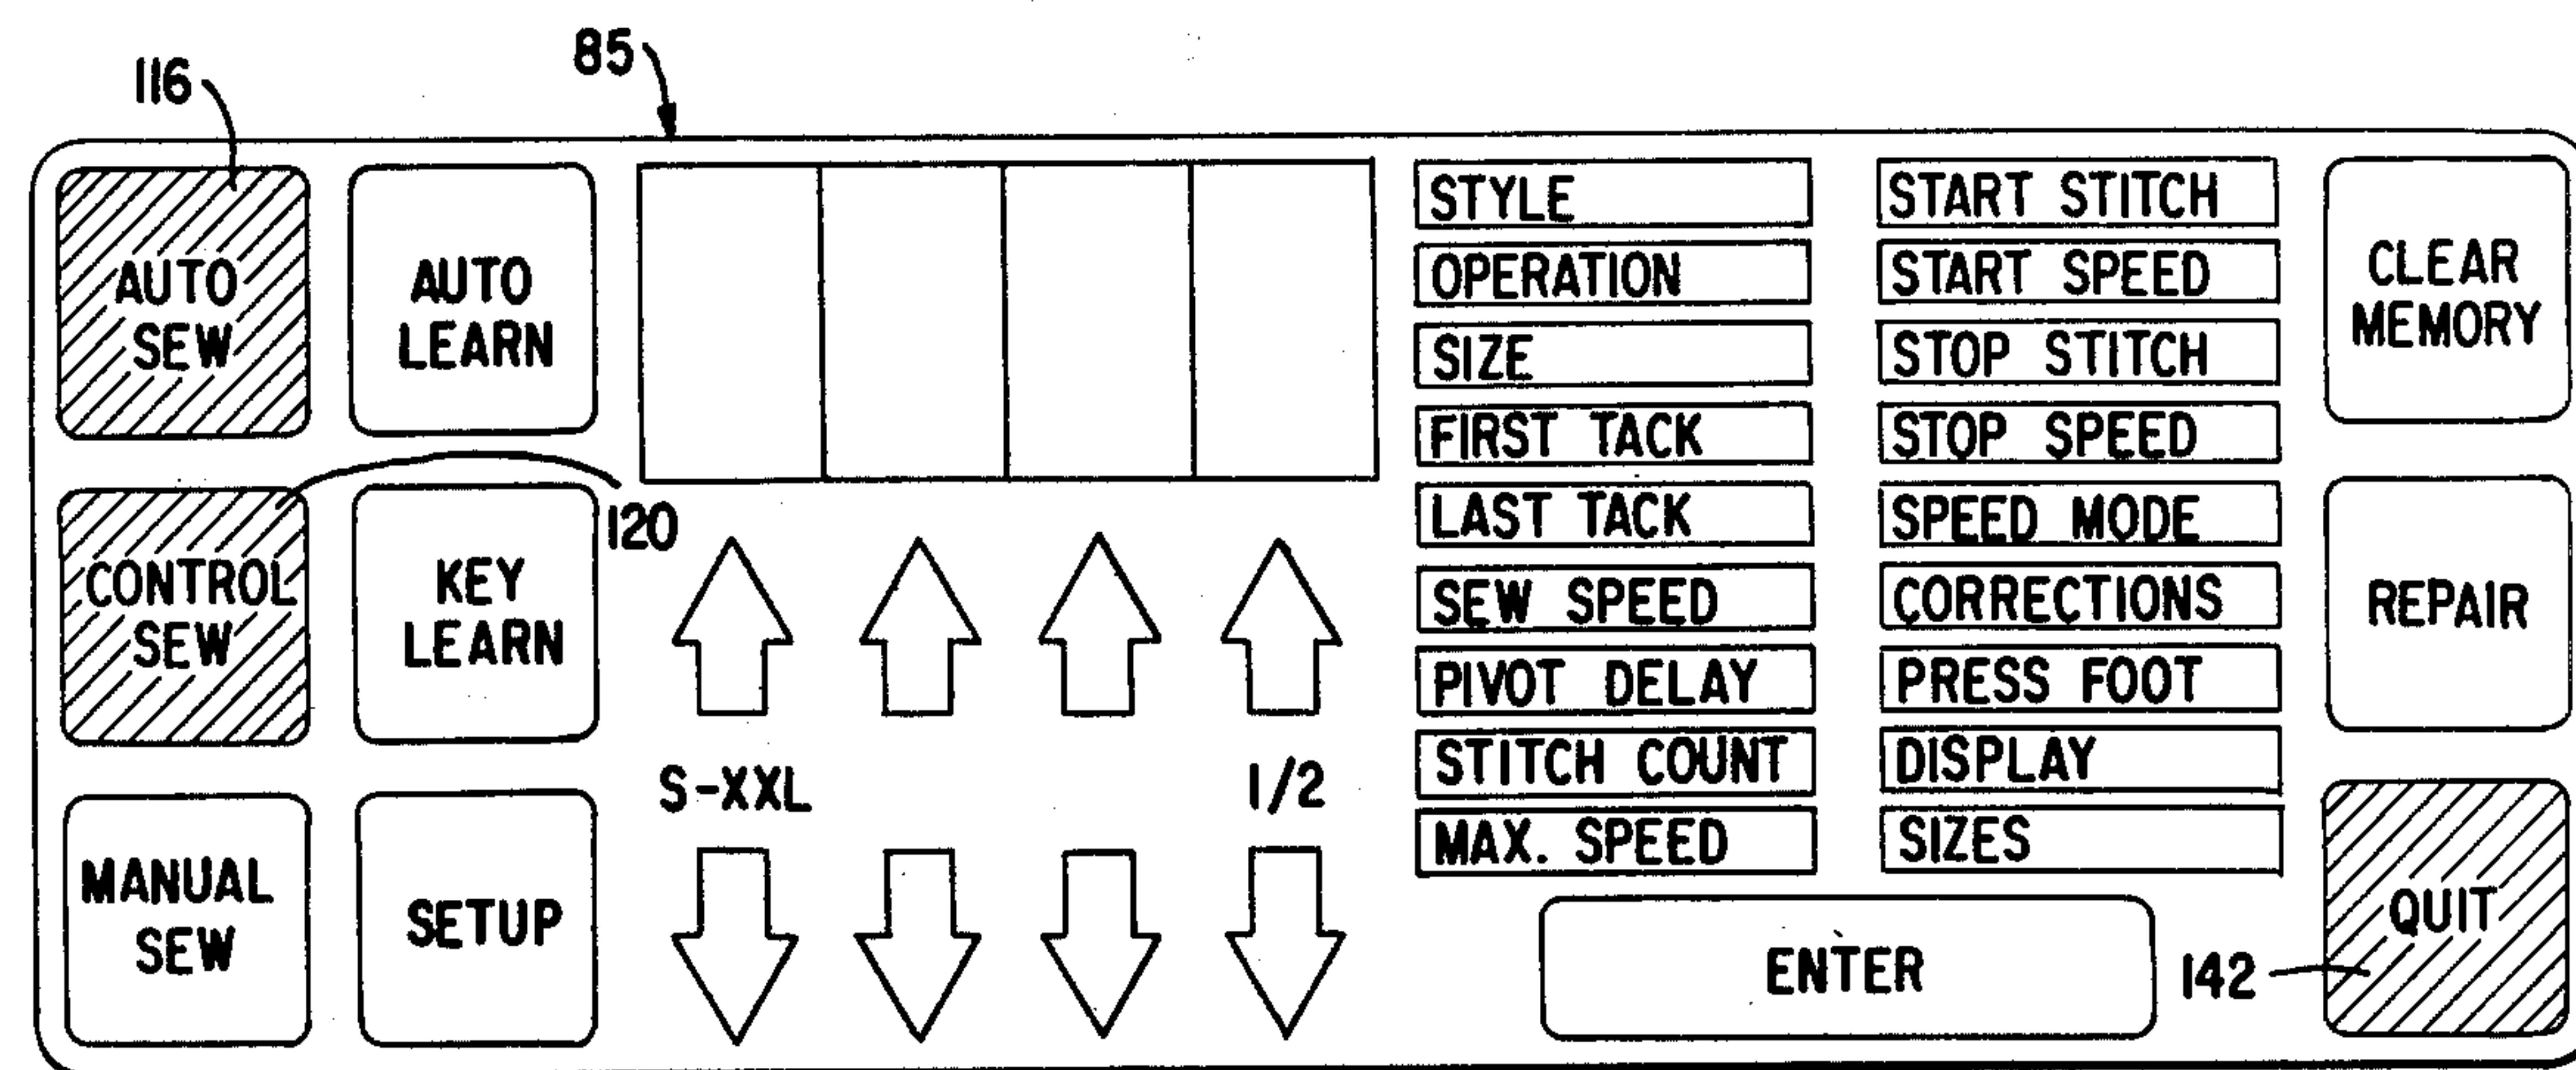 116
85
AUTO
SEW
AUTO
LEARN
CONTROL
SEW
120
KEY
LEARN
MANUAL
SEW
SETUP
S-XXL
1/2
STYLE
OPERATION
SIZE
FIRST TACK
LAST TACK
SEW SPEED
PIVOT DELAY
STITCH COUNT
MAX. SPEED
START STITCH
START SPEED
STOP STITCH
STOP SPEED
SPEED MODE
CORRECTIONS
PRESS FOOT
DISPLAY
SIZES
ENTER
CLEAR
MEMORY
REPAIR
QUIT
142